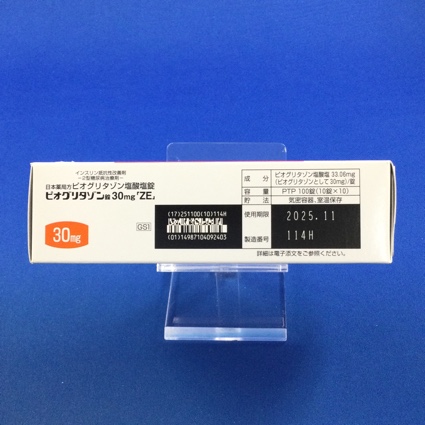 インスリン抵抗性改善剤
-2型糖尿病治療剤-
日本薬局方 ピオグリタゾン塩酸塩錠
ピオグリタゾン錠30mg「ZE」
30mg
GS1
(17)251100(10)114H
(01)14987104092403
成分 ピオグリタゾン塩酸塩 33.06mg
(ピオグリタゾンとして30mg)/錠
容量 PTP 100錠(10錠×10)
貯法 気密容器、室温保存
使用期限 2025.11
製造番号 114H
詳細は電子添文をご参照ください。